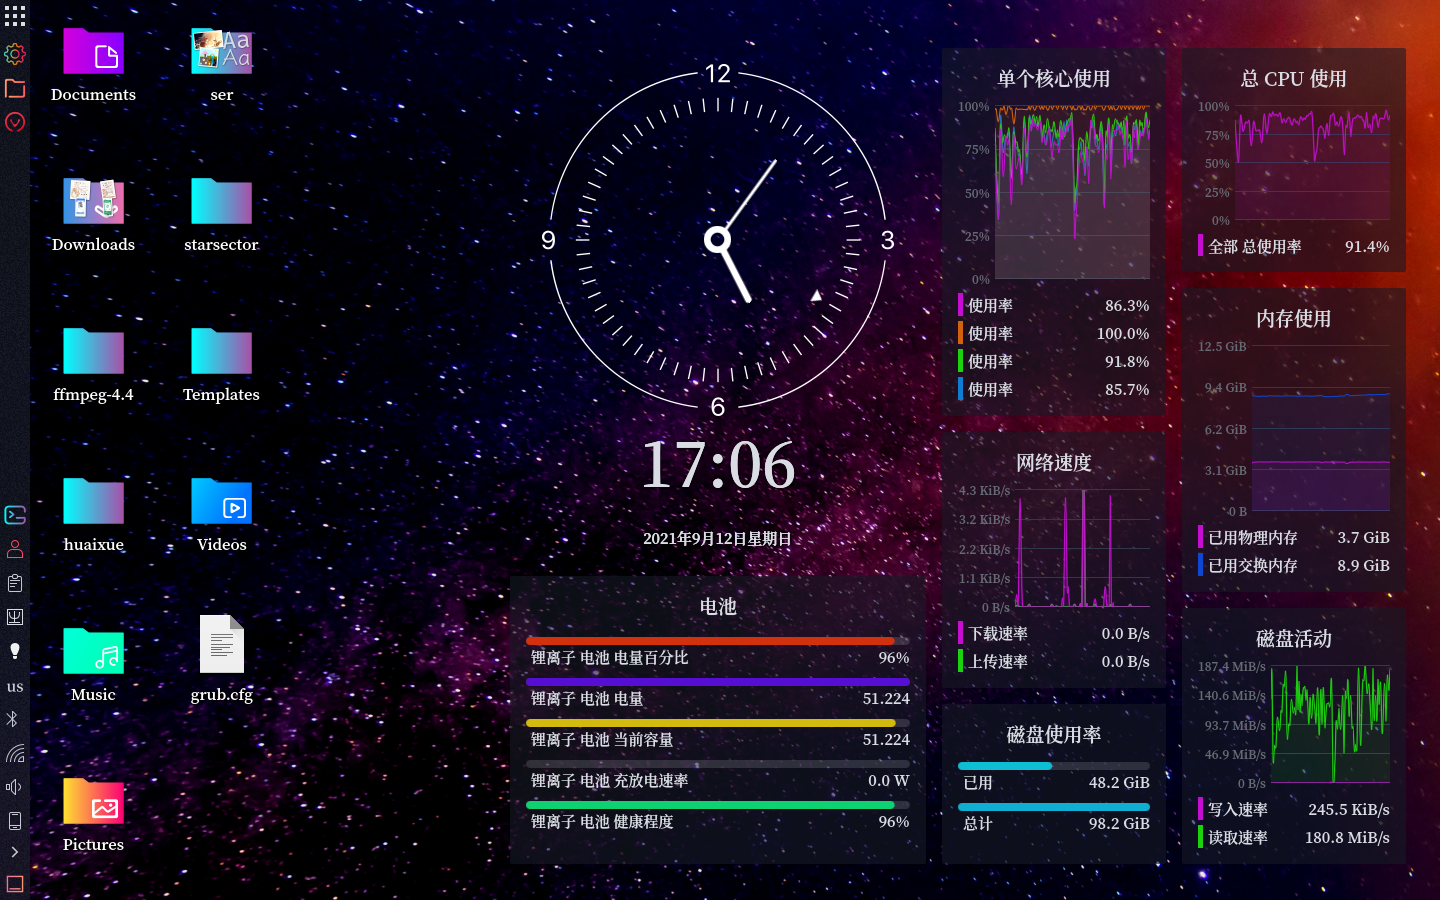 Documents
ser
Downloads
starsector
ffmpeg-4.4
Templates
huaixue
Videos
Music
grub.cfg
Pictures
us
12
3
6
9
17:06
2021年9月12日星期日
电池
锂离子 电池 电量百分比 96%
锂离子 电池 电量 51.224
锂离子 电池 当前容量 51.224
锂离子 电池 充放电速率 0.0 W
锂离子 电池 健康程度 96%
单个核心使用
100%
75%
50%
25%
0%
使用率 86.3%
使用率 100.0%
使用率 91.8%
使用率 85.7%
网络速度
4.3 KiB/s
3.2 KiB/s
2.2 KiB/s
1.1 KiB/s
0 B/s
下载速率 0.0 B/s
上传速率 0.0 B/s
磁盘使用率
已用 48.2 GiB
总计 98.2 GiB
总 CPU 使用
100%
75%
50%
25%
0%
全部 总使用率 91.4%
内存使用
12.5 GiB
9.4 GiB
6.2 GiB
3.1 GiB
0 B
已用物理内存 3.7 GiB
已用交换内存 8.9 GiB
磁盘活动
187.4 MiB/s
140.6 MiB/s
93.7 MiB/s
46.9 MiB/s
0 B/s
写入速率 245.5 KiB/s
读取速率 180.8 MiB/s